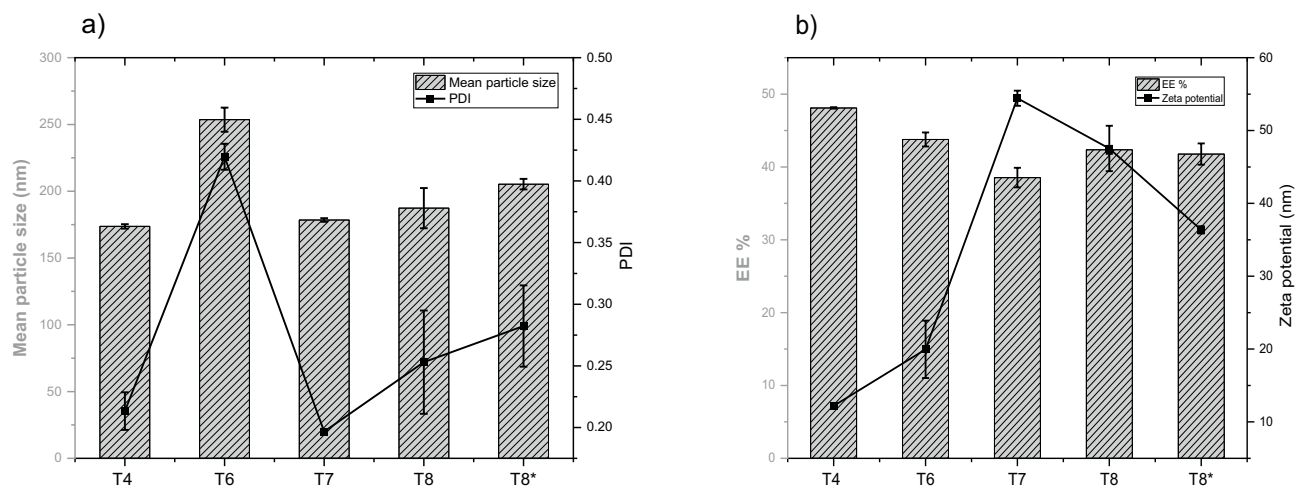 a)
Mean particle size (nm)
300
250
200
150
100
50
0
Mean particle size
PDI
0.50
0.45
0.40
0.35
0.30
0.25
0.20
PDI
T4 T6 T7 T8 T8*
b)
EE %
50
40
30
20
10
0
EE %
Zeta potential
60
50
40
30
20
10
Zeta potential (nm)
T4 T6 T7 T8 T8*